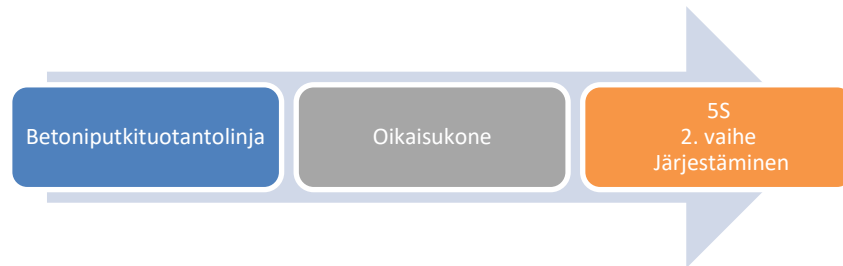 Betoniputkituotantolinja
Oikaisukone
5S
2. vaihe
Järjestäminen